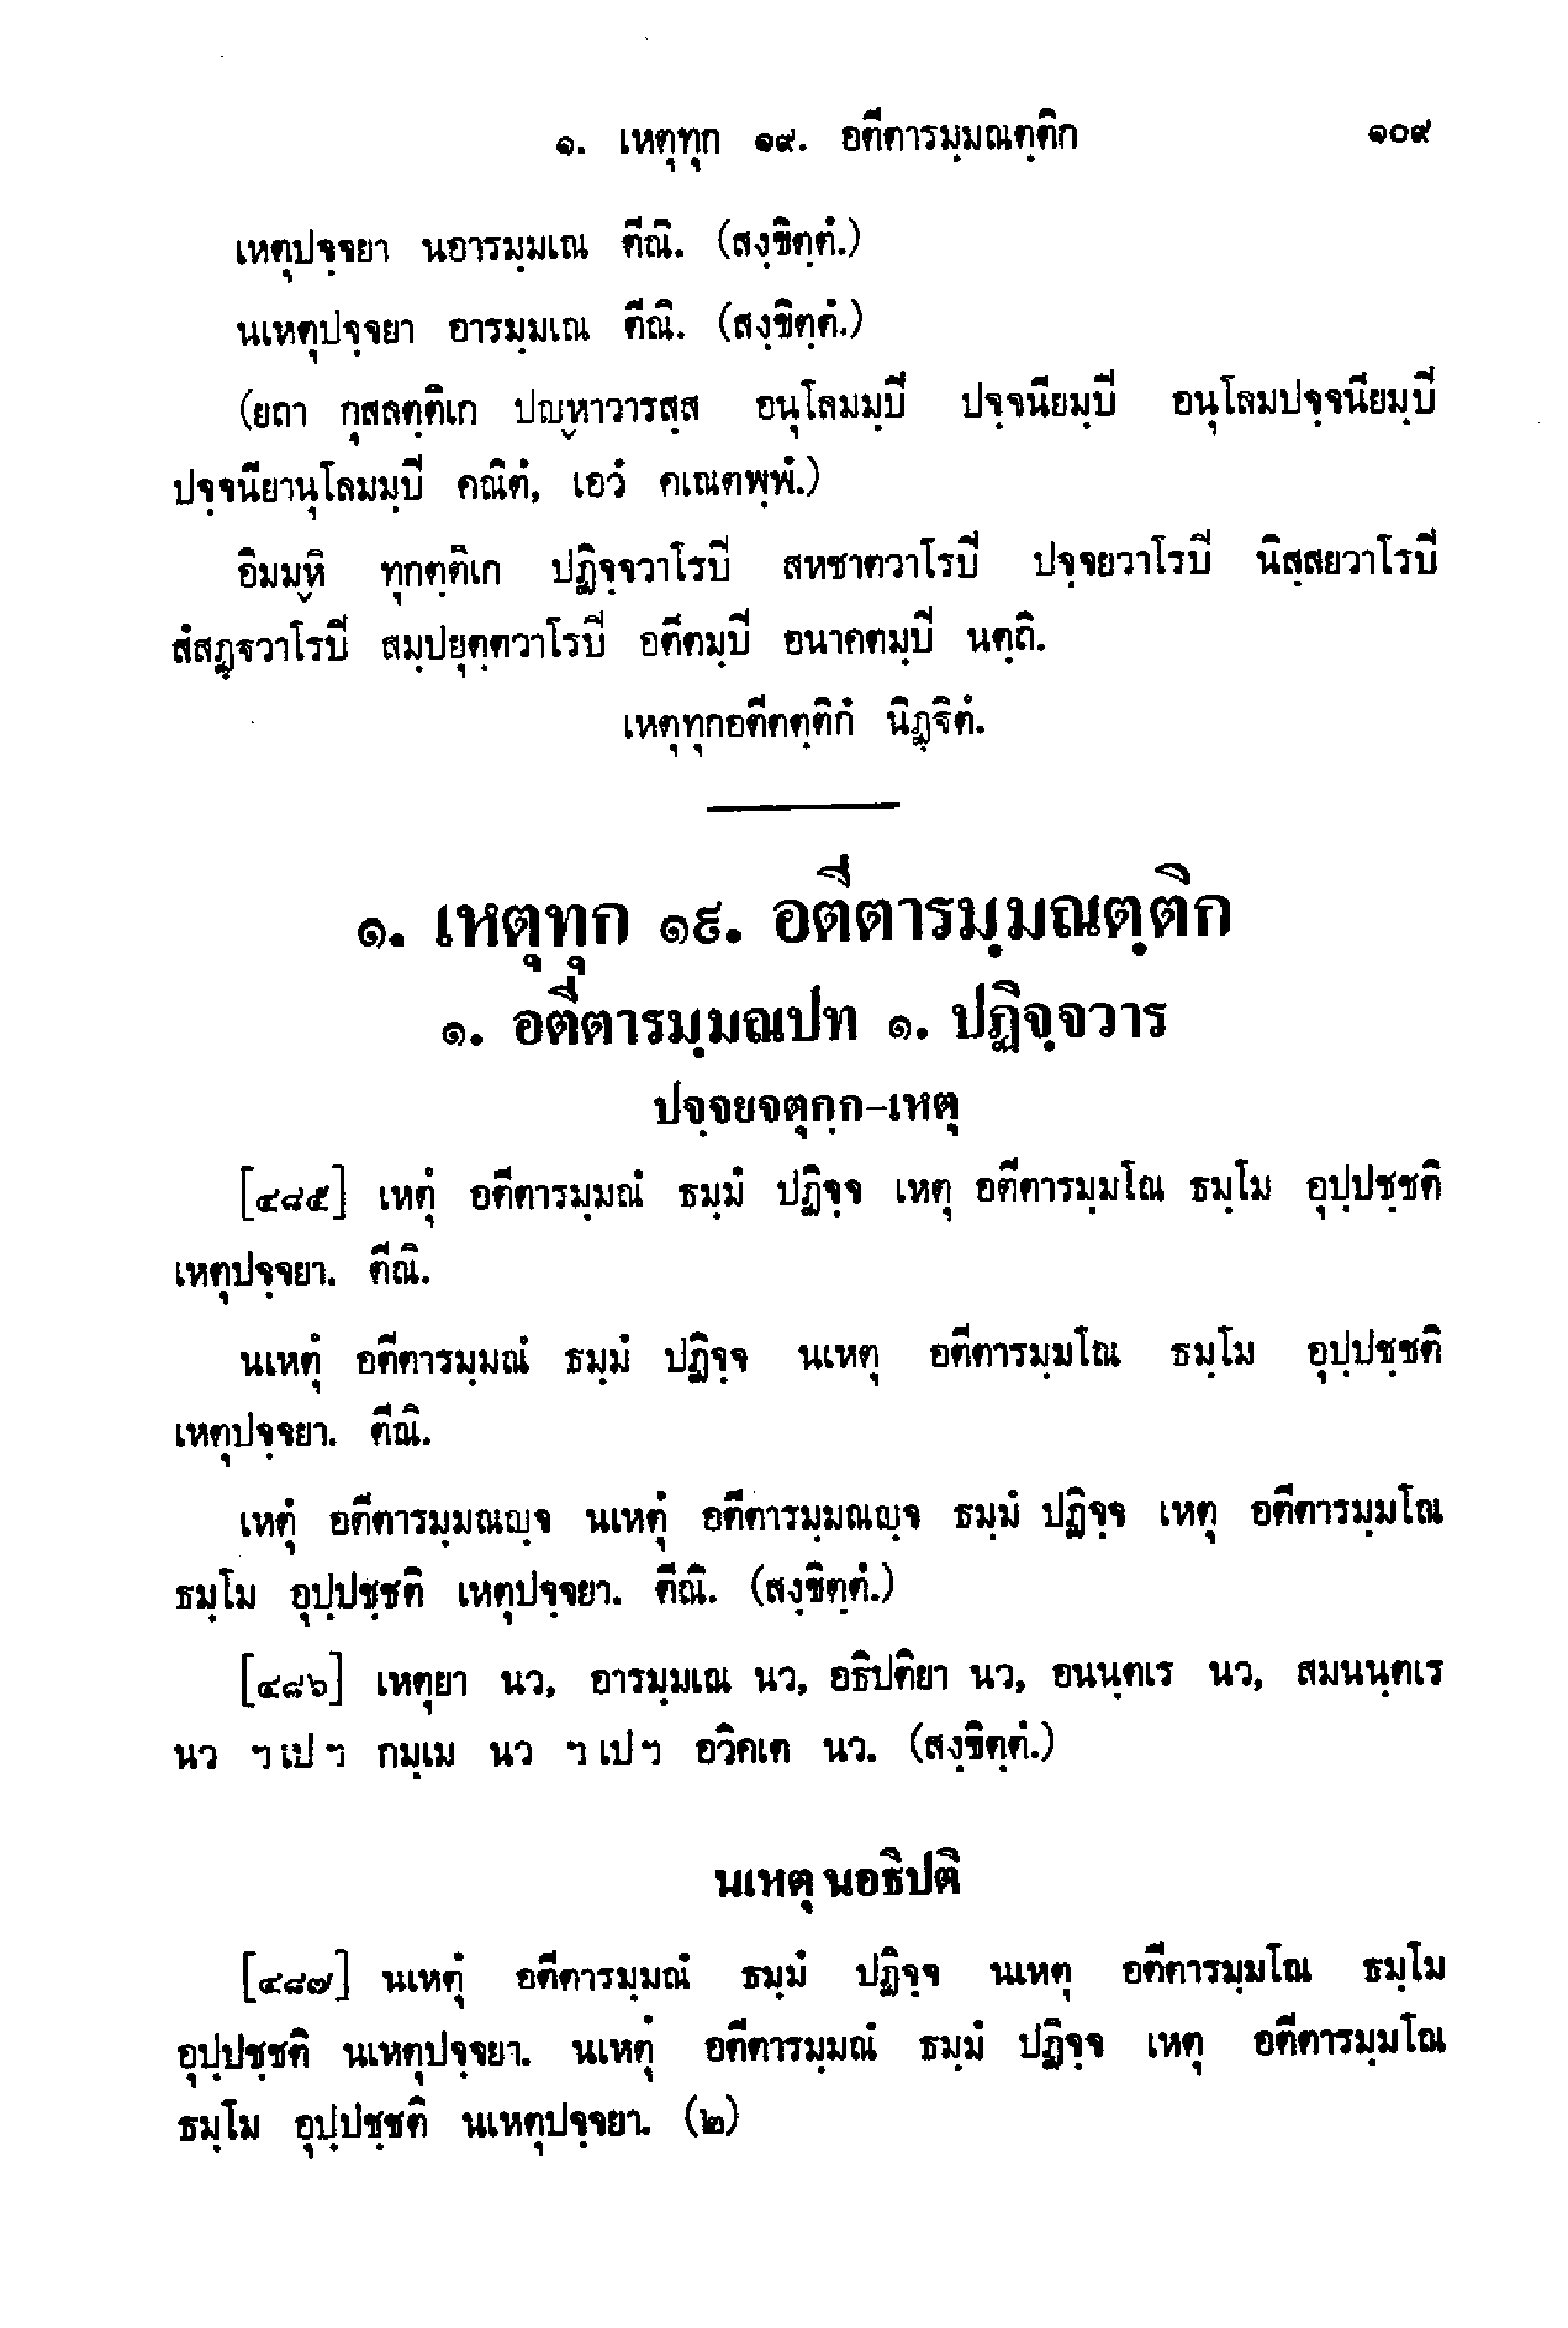 ๑. เหตุทุก ๑๙. อตีตารมฺมณตฺติก ๑๐๙
เหตุปจฺจยา นอารมฺมเณ ตีณิ. (สงฺขิตฺตํ.)
นเหตุปจฺจยา อารมฺมเณ ตีณิ. (สงฺขิตฺตํ.)
(ยถา กุสลตฺติเก ปญฺหาวารสฺส อนุโลมมฺปี ปจฺจนียมฺปี อนุโลมปจฺจนียมฺปี
ปจฺจนียานุโลมมฺปี คณิตํ, เอวํ คเณตพฺพํ.)
อิมมฺหิ ทุกตฺติเก ปฏิจฺจวาโรปี สหชาตวาโรปี ปจฺจยวาโรปี นิสฺสยวาโรปี
สํสฏฺฐวาโรปี สมฺปยุตฺตวาโรปี อตีตมฺปี อนาคตมฺปี นตฺถิ.
เหตุทุกอตีตตฺติกํ นิฏฺฐิตํ.
๑. เหตุทุก ๑๙. อตีตารมฺมณตฺติก
๑. อตีตารมฺมณปท ๑. ปฏิจฺจวาร
ปจฺจยจตุกฺก-เหตุ
[๔๘๕] เหตุํ อตีตารมฺมณํ ธมฺมํ ปฏิจฺจ เหตุ อตีตารมฺมโณ ธมฺโม อุปฺปชฺชติ
เหตุปจฺจยา. ตีณิ.
นเหตุํ อตีตารมฺมณํ ธมฺมํ ปฏิจฺจ นเหตุ อตีตารมฺมโณ ธมฺโม อุปฺปชฺชติ
เหตุปจฺจยา. ตีณิ.
เหตุํ อตีตารมฺมณญฺจ นเหตุํ อตีตารมฺมณญฺจ ธมฺมํ ปฏิจฺจ เหตุ อตีตารมฺมโณ
ธมฺโม อุปฺปชฺชติ เหตุปจฺจยา. ตีณิ. (สงฺขิตฺตํ.)
[๔๘๖] เหตุยา นว, อารมฺมเณ นว, อธิปติยา นว, อนนฺตเร นว, สมนนฺตเร
นว ฯเปฯ กมฺเม นว ฯเปฯ อวิคเต นว. (สงฺขิตฺตํ.)
นเหตุ นอธิปติ
[๔๘๗] นเหตุํ อตีตารมฺมณํ ธมฺมํ ปฏิจฺจ นเหตุ อตีตารมฺมโณ ธมฺโม
อุปฺปชฺชติ นเหตุปจฺจยา. นเหตุํ อตีตารมฺมณํ ธมฺมํ ปฏิจฺจ เหตุ อตีตารมฺมโณ
ธมฺโม อุปฺปชฺชติ นเหตุปจฺจยา. (๒)